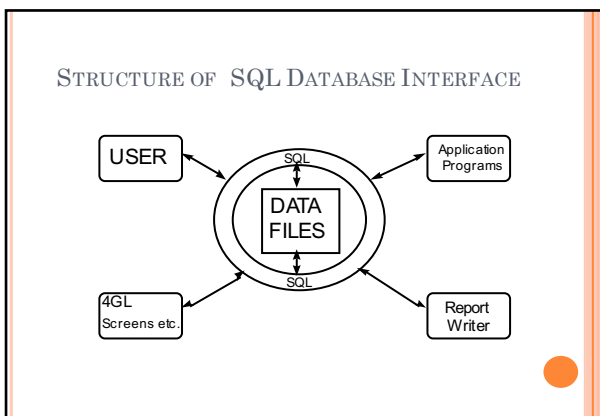 STRUCTURE OF SQL DATABASE INTERFACE
USER
SQL
Application
Programs
DATA
FILES
SQL
4GL
Screens etc.
Report
Writer